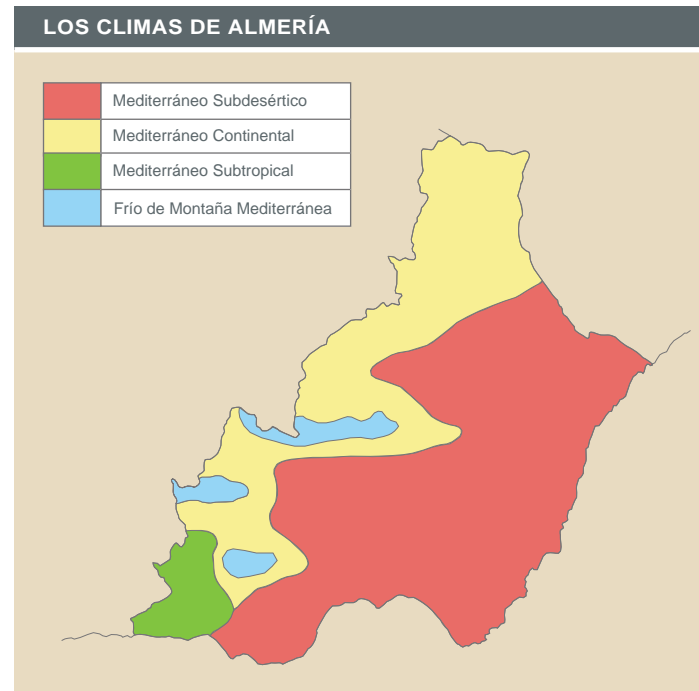 LOS CLIMAS DE ALMERÍA
Mediterráneo Subdesértico
Mediterráneo Continental
Mediterráneo Subtropical
Frío de Montaña Mediterránea